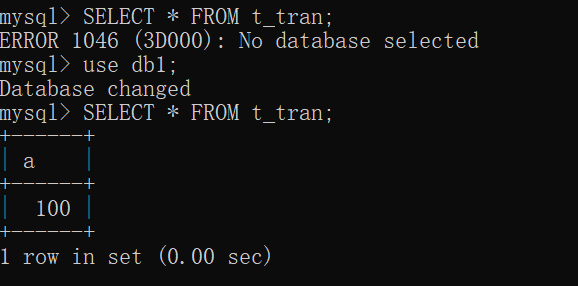 mysql> SELECT * FROM t_tran;
ERROR 1046 (3D000): No database selected
mysql> use db1;
Database changed
mysql> SELECT * FROM t_tran;
+------+
| a    |
+------+
|  100 |
+------+
1 row in set (0.00 sec)